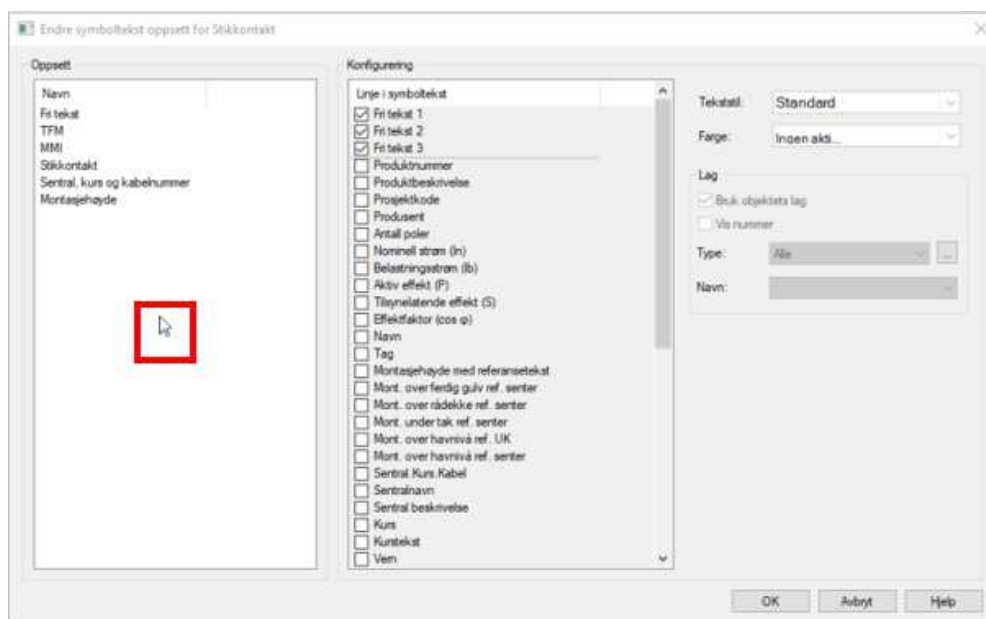 Endre symboltekst oppsett for Stikkontakt
Oppsett
Navn
Fri tekst
TFM
MMI
Stikkontakt
Sentral, kurs og kabelnummer
Montasjehøyde
Konfigurering
Linje i symboltekst
Fri tekst 1
Fri tekst 2
Fri tekst 3
Produktnummer
Produktbeskrivelse
Prosjektkode
Produsent
Antall poler
Nominell strøm (In)
Belastningsstrøm (Ib)
Aktiv effekt (P)
Tilsynelatende effekt (S)
Effektfaktor (cos φ)
Navn
Tag
Montasjehøyde med referansetekst
Mont. over ferdig gulv ref. senter
Mont. over rådekke ref. senter
Mont. under tak ref. senter
Mont. over havnivå ref. UK
Mont. over havnivå ref. senter
Sentral.Kurs.Kabel
Sentralnavn
Sentral beskrivelse
Kurs
Kurstekst
Vern
Tekststil: Standard
Farge: Ingen akti...
Lag
Bruk objektets lag
Vis nummer
Type: Alle ...
Navn:
OK Avbryt Hjelp